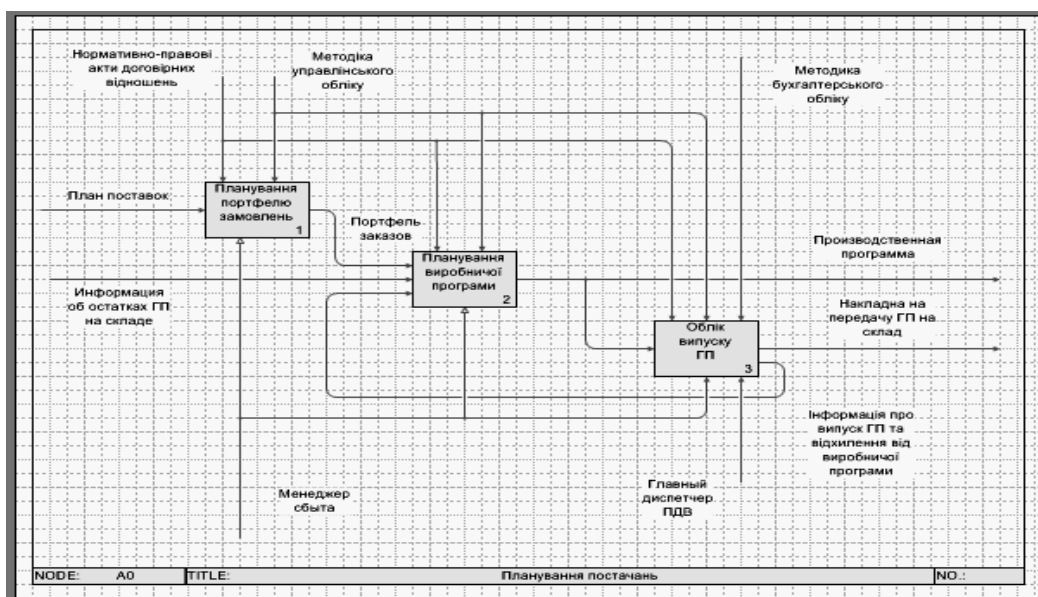 Нормативно-правові
акти договірних
відношень
Методіка
управлінського
обліку
Методика
бухгалтерського
обліку
План поставок
Планування
портфелю
замовлень
1
Портфель
заказов
Планування
виробничої
програми
2
Производственная
программа
Информация
об остатках ГП
на складе
Накладна на
передачу ГП на
склад
Облік
випуску
ГП
3
Інформація про
випуск ГП та
відхилення від
виробничої
програми
Менеджер
сбыта
Главный
диспетчер
ПДВ
NODE: A0 TITLE: Планування постачань NO.: